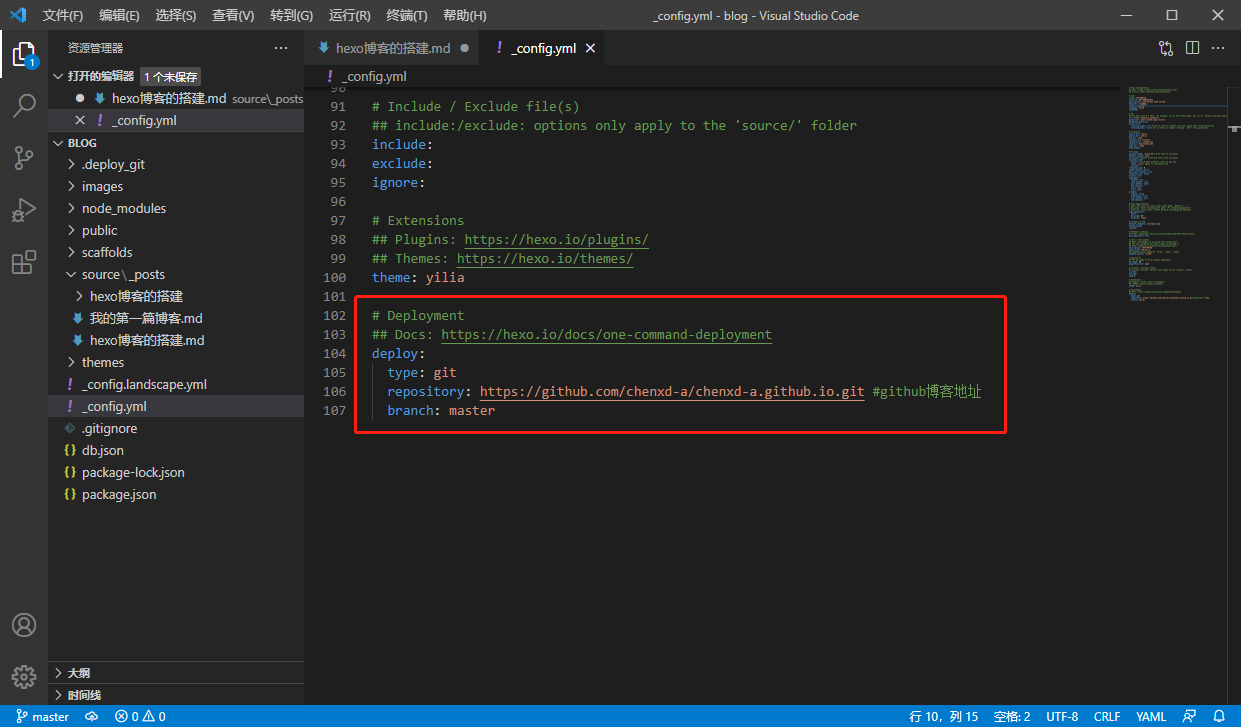 文件(F) 编辑(E) 选择(S) 查看(V) 转到(G) 运行(R) 终端(T) 帮助(H) _config.yml - blog - Visual Studio Code
资源管理器
打开的编辑器 1 个未保存
hexo博客的搭建.md source\_posts
_config.yml
BLOG
.deploy_git
images
node_modules
public
scaffolds
source\_posts
hexo博客的搭建
我的第一篇博客.md
hexo博客的搭建.md
themes
_config.landscape.yml
_config.yml
.gitignore
db.json
package-lock.json
package.json
大纲
时间线
1
hexo博客的搭建.md
_config.yml
_config.yml
90
91 # Include / Exclude file(s)
92 ## include:/exclude: options only apply to the 'source/' folder
93 include:
94 exclude:
95 ignore:
96
97 # Extensions
98 ## Plugins: https://hexo.io/plugins/
99 ## Themes: https://hexo.io/themes/
100 theme: yilia
101
102 # Deployment
103 ## Docs: https://hexo.io/docs/one-command-deployment
104 deploy:
105 type: git
106 repository: https://github.com/chenxd-a/chenxd-a.github.io.git #github博客地址
107 branch: master
master 0 0 行 10，列 15 空格: 2 UTF-8 CRLF YAML